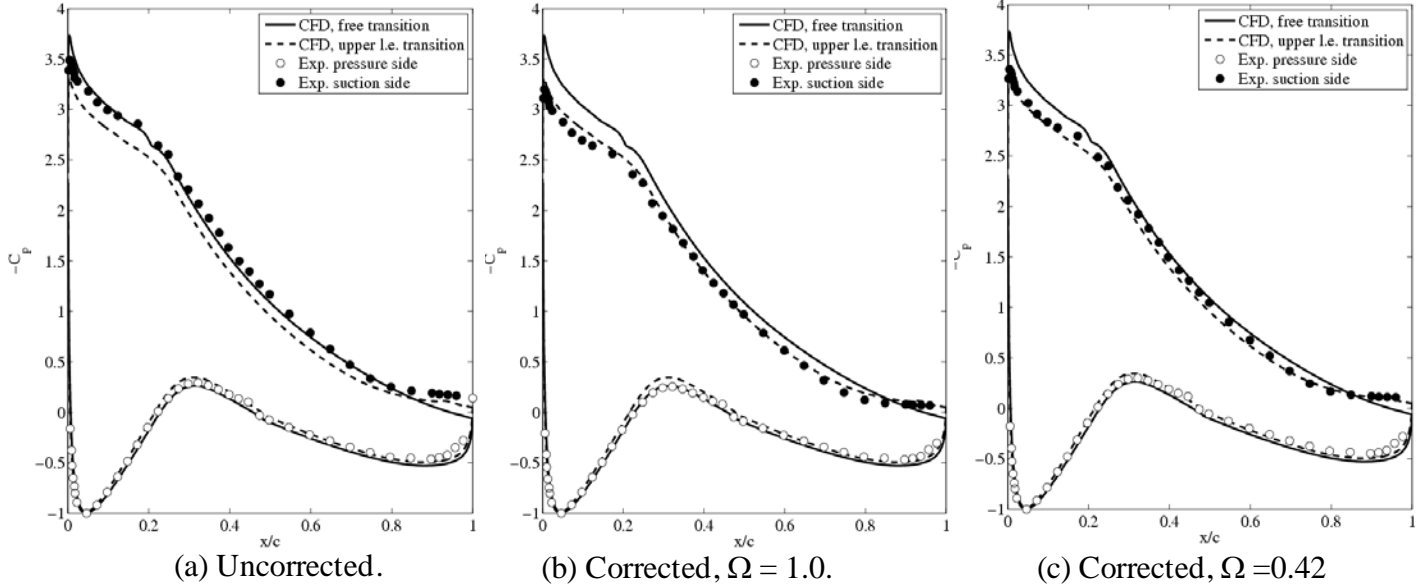 4
3.5
3
2.5
2
1.5
1
0.5
0
−0.5
−1
−C_p
0
0.2
0.4
0.6
0.8
1
x/c
CFD, free transition
CFD, upper l.e. transition
Exp. pressure side
Exp. suction side
(a) Uncorrected.
4
3.5
3
2.5
2
1.5
1
0.5
0
−0.5
−1
−C_p
0
0.2
0.4
0.6
0.8
1
x/c
CFD, free transition
CFD, upper l.e. transition
Exp. pressure side
Exp. suction side
(b) Corrected, Ω = 1.0.
4
3.5
3
2.5
2
1.5
1
0.5
0
−0.5
−1
−C_p
0
0.2
0.4
0.6
0.8
1
x/c
CFD, free transition
CFD, upper l.e. transition
Exp. pressure side
Exp. suction side
(c) Corrected, Ω =0.42